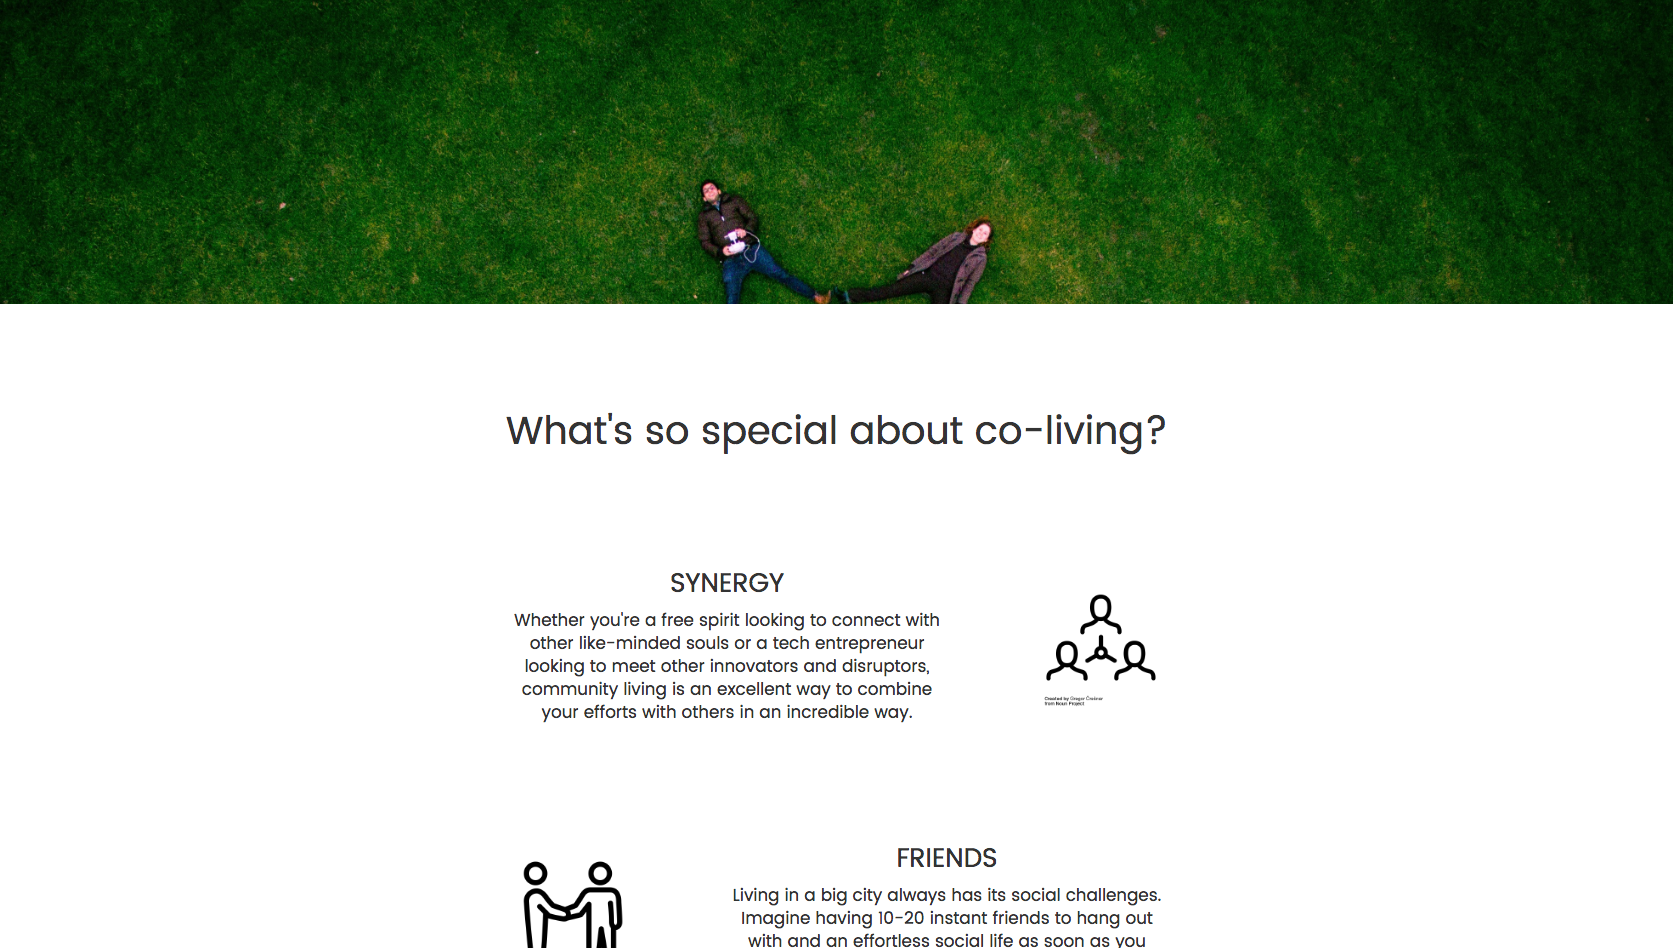 What's so special about co-living?
SYNERGY
Whether you're a free spirit looking to connect with
other like-minded souls or a tech entrepreneur
looking to meet other innovators and disruptors,
community living is an excellent way to combine
your efforts with others in an incredible way.
Created by Gregor Črešnar
from Noun Project
FRIENDS
Living in a big city always has its social challenges.
Imagine having 10-20 instant friends to hang out
with and an effortless social life as soon as you